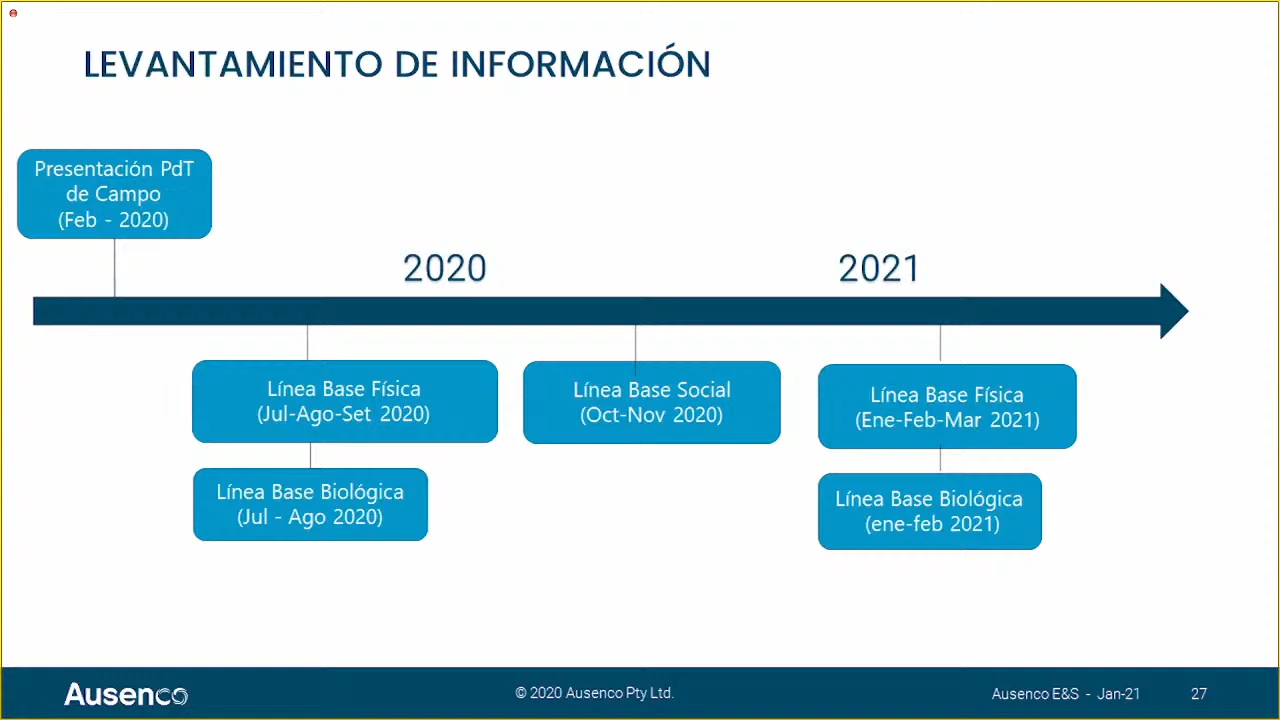 LEVANTAMIENTO DE INFORMACIÓN
Presentación PdT
de Campo
(Feb - 2020)
2020
2021
Línea Base Física
(Jul-Ago-Set 2020)
Línea Base Social
(Oct-Nov 2020)
Línea Base Física
(Ene-Feb-Mar 2021)
Línea Base Biológica
(Jul - Ago 2020)
Línea Base Biológica
(ene-feb 2021)
Ausenco
© 2020 Ausenco Pty Ltd.
Ausenco E&S - Jan-21
27